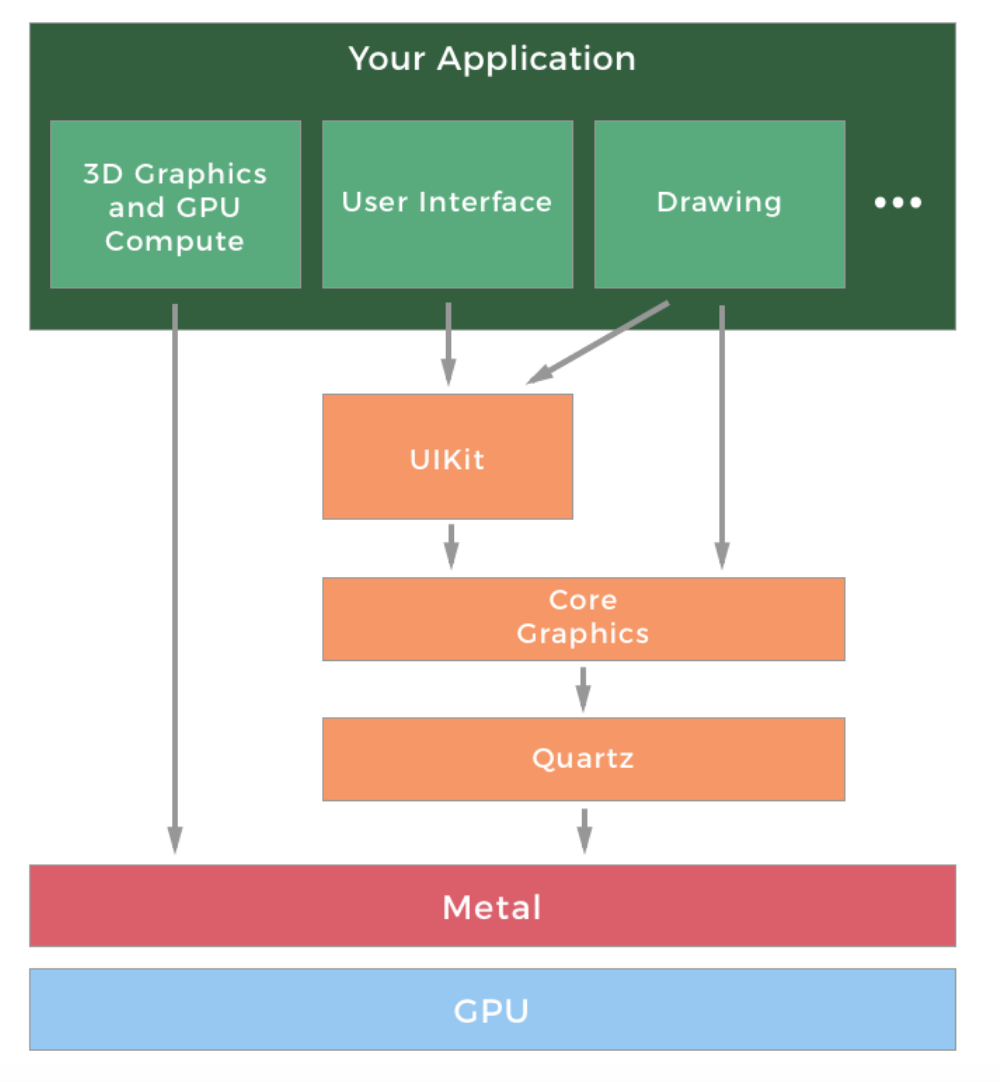 Your Application
3D Graphics
and GPU
Compute
User Interface
Drawing
•••
UIKit
Core
Graphics
Quartz
Metal
GPU